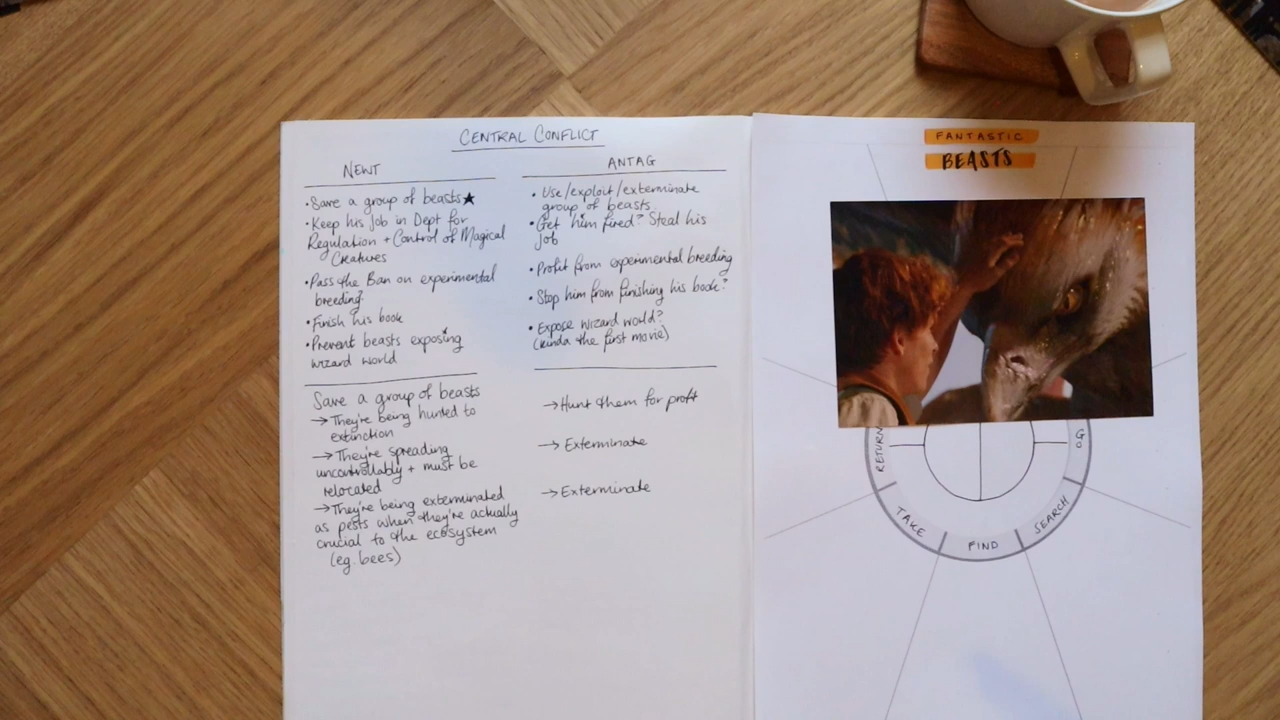 CENTRAL CONFLICT
NEWT
• Save a group of beasts★
• Keep his job in Dept for
Regulation + Control of Magical
Creatures
• Pass the Ban on experimental
breeding?
• Finish his book
• Prevent beasts exposing
wizard world
Save a group of beasts
→ They're being hunted to
extinction
→ They're spreading
uncontrollably + must be
relocated
→ They're being exterminated
as pests when they're actually
crucial to the ecosystem
(eg. bees)
ANTAG
• Use/exploit/exterminate
group of beasts
• Get him fired? Steal his
job
• Profit from experimental breeding
• Stop him from finishing his book?
• Expose wizard world?
(kinda the first movie)
→ Hunt them for profit
→ Exterminate
→ Exterminate
FANTASTIC
BEASTS
RETURN
TAKE
FIND
SEARCH
GO